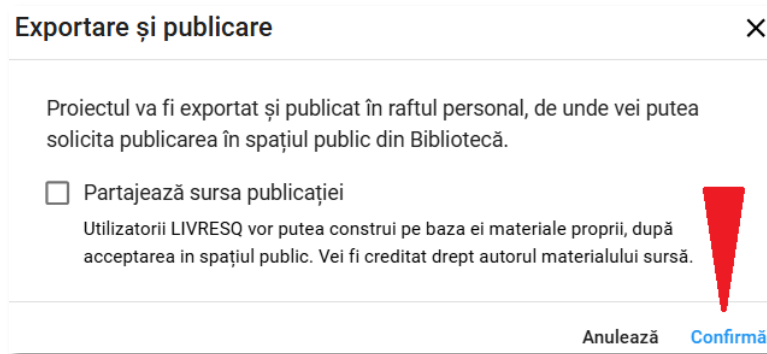 Exportare și publicare
Proiectul va fi exportat și publicat în raftul personal, de unde vei putea
solicita publicarea în spațiul public din Bibliotecă.
Partajează sursa publicației
Utilizatorii LIVRESQ vor putea construi pe baza ei materiale proprii, după
acceptarea in spațiul public. Vei fi creditat drept autorul materialului sursă.
Anulează Confirmă